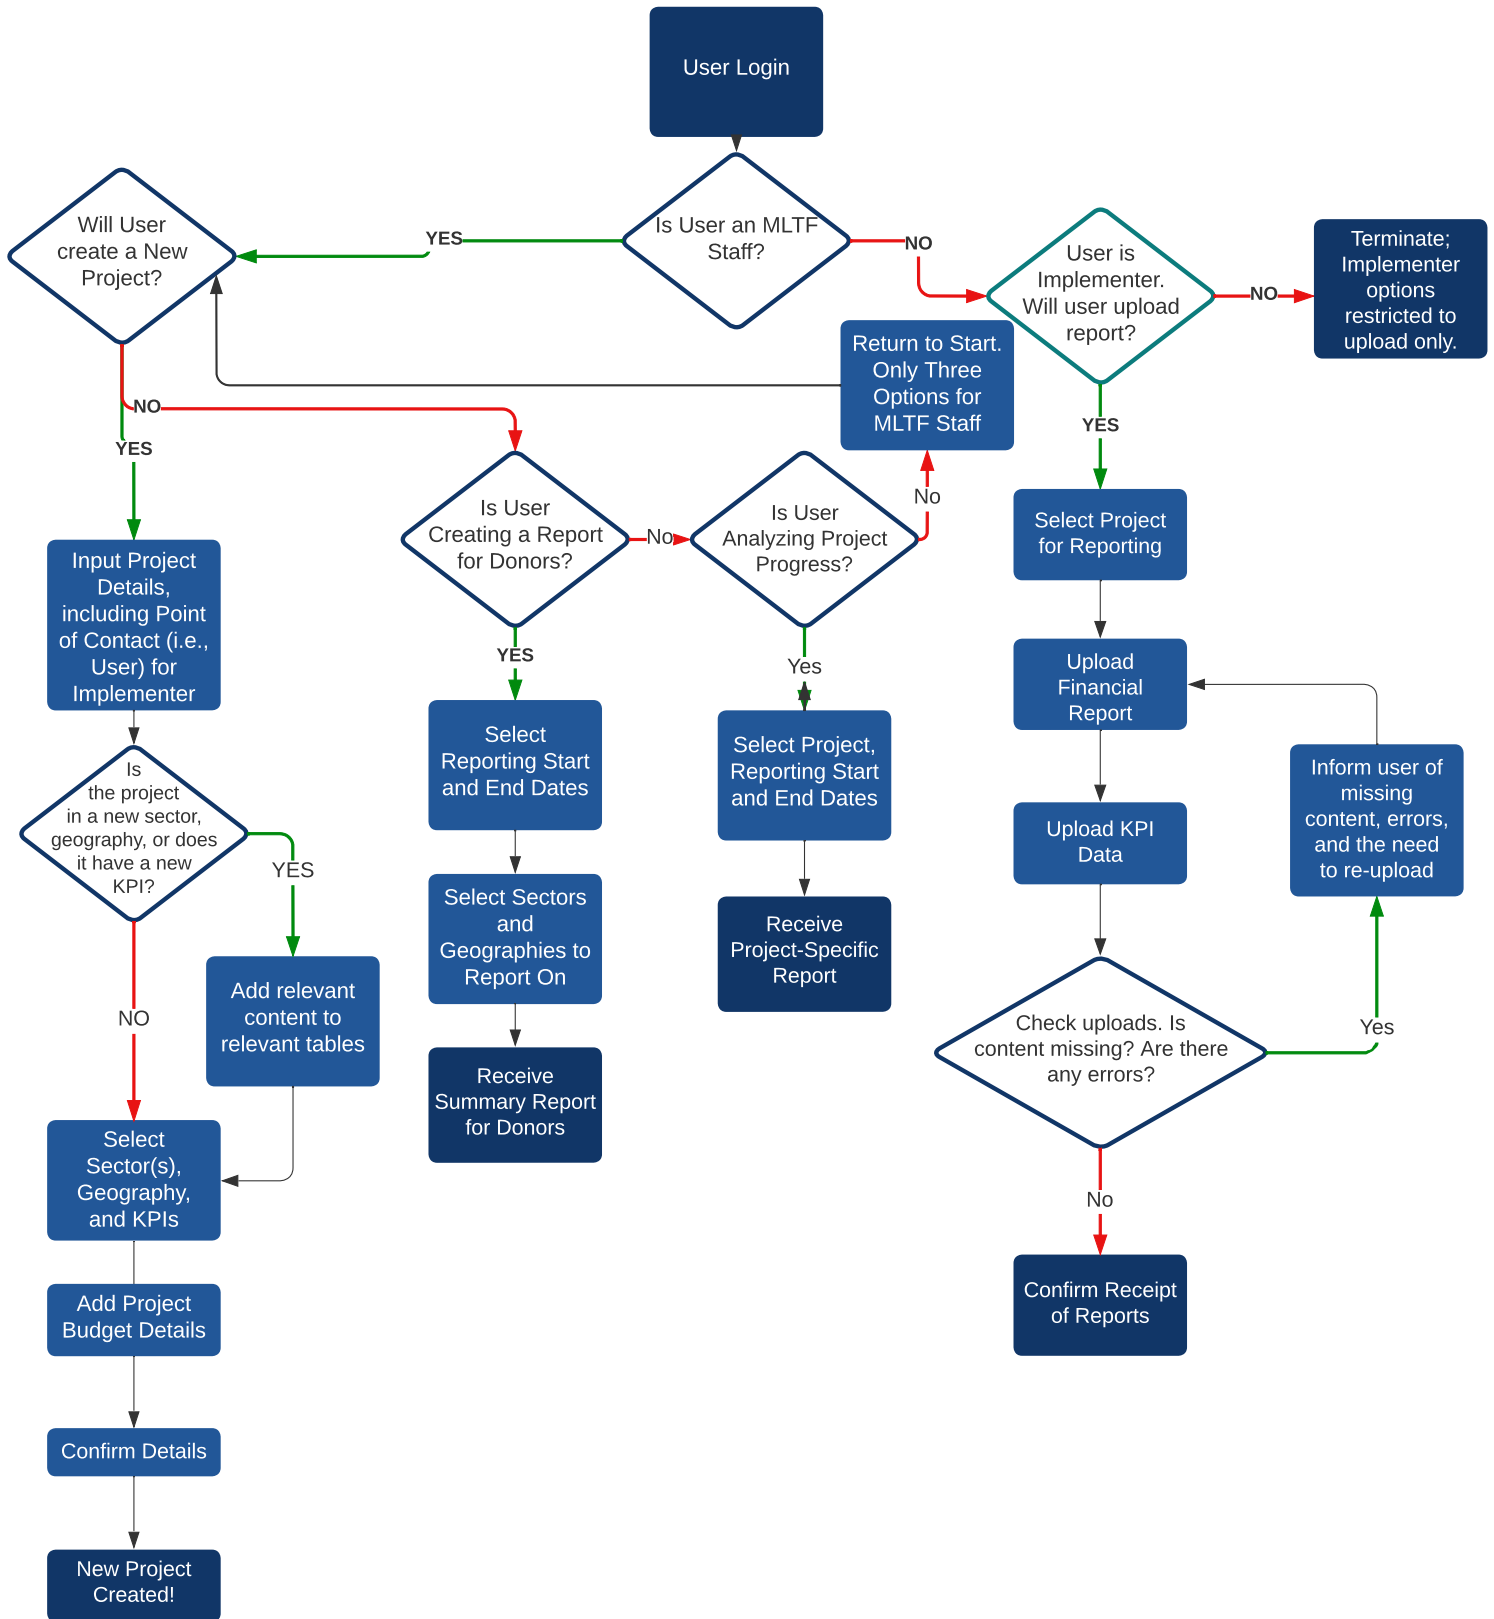 User Login
Is User an MLTF
Staff?
YES
NO
Will User
create a New
Project?
User is
Implementer.
Will user upload
report?
NO
Terminate;
Implementer
options
restricted to
upload only.
Return to Start.
Only Three
Options for
MLTF Staff
NO
YES
YES
Is User
Creating a Report
for Donors?
No
Is User
Analyzing Project
Progress?
No
Select Project
for Reporting
Input Project
Details,
including Point
of Contact (i.e.,
User) for
Implementer
YES
Yes
Upload
Financial
Report
Select
Reporting Start
and End Dates
Select Project,
Reporting Start
and End Dates
Inform user of
missing
content, errors,
and the need
to re-upload
Is
the project
in a new sector,
geography, or does
it have a new
KPI?
YES
Upload KPI
Data
Select Sectors
and
Geographies to
Report On
Receive
Project-Specific
Report
NO
Add relevant
content to
relevant tables
Check uploads. Is
content missing? Are there
any errors?
Yes
Receive
Summary Report
for Donors
Select
Sector(s),
Geography,
and KPIs
No
Add Project
Budget Details
Confirm Receipt
of Reports
Confirm Details
New Project
Created!